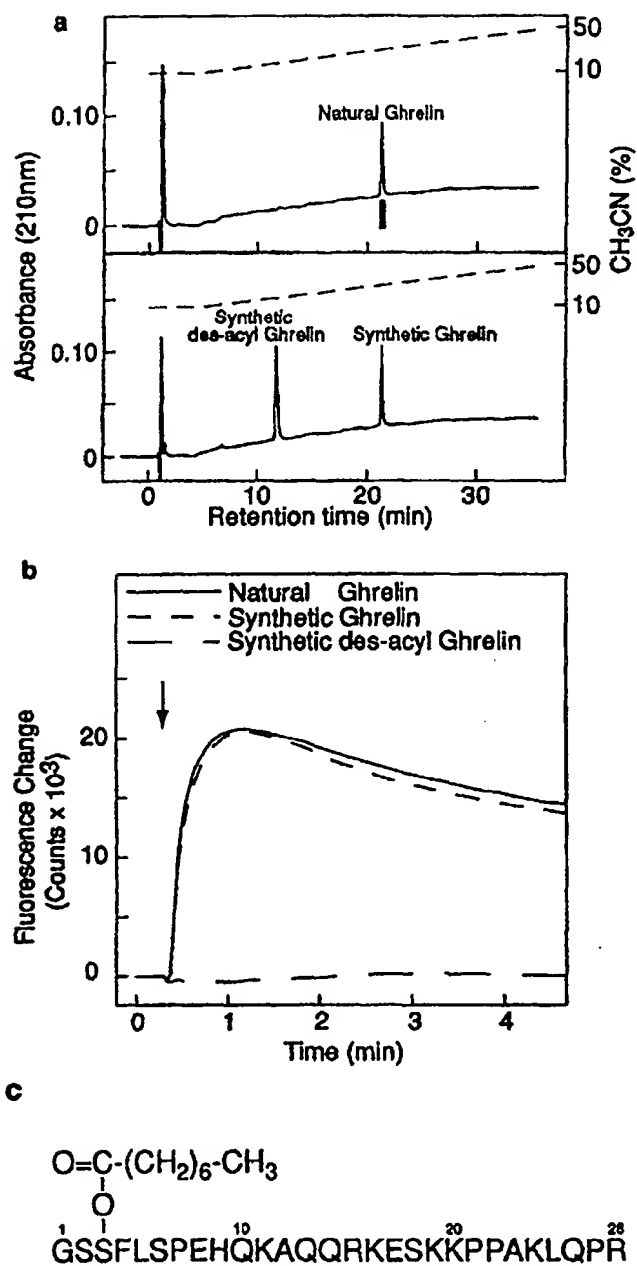 a
50
10
0.10
0
Natural Ghrelin
Absorbance (210nm)
CH3CN (%)
50
10
Synthetic
des-acyl Ghrelin
Synthetic Ghrelin
0.10
0
0 10 20 30
Retention time (min)
b
Natural Ghrelin
Synthetic Ghrelin
Synthetic des-acyl Ghrelin
Fluorescence Change
(Counts x 10³)
20
10
0
0 1 2 3 4
Time (min)
c
O=C-(CH2)6-CH3
O
1 10 20 28
GSSFLSPEHQKAQQRKESKKPPAKLQPR